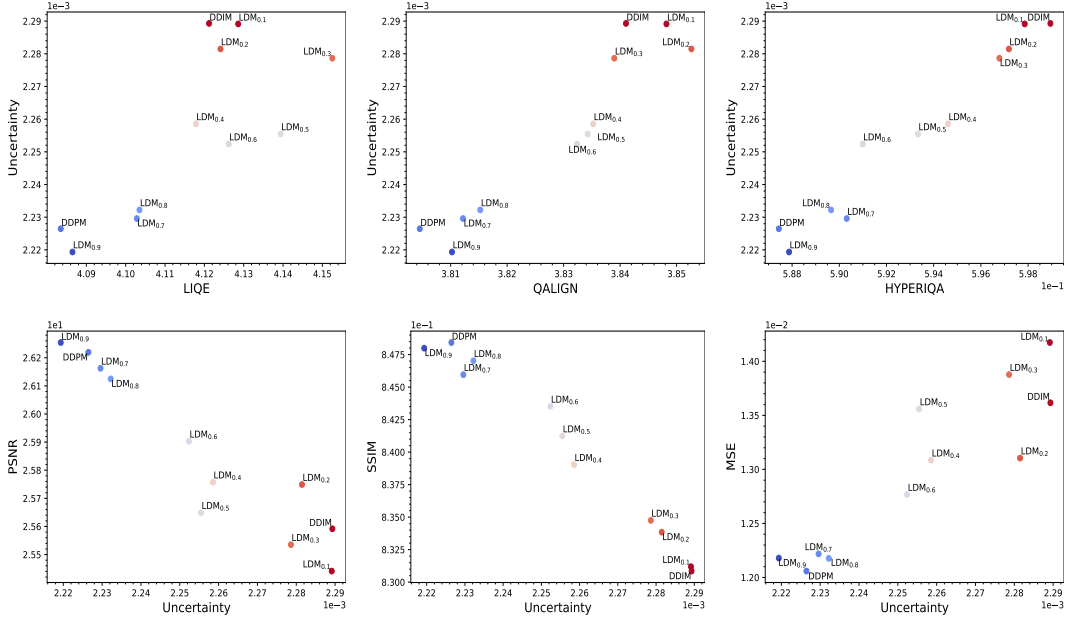 1e−3
2.29
2.28
2.27
2.26
2.25
2.24
2.23
2.22
Uncertainty
DDIM
LDM0.1
LDM0.2
LDM0.3
LDM0.4
LDM0.5
LDM0.6
LDM0.8
LDM0.7
DDPM
LDM0.9
4.09 4.10 4.11 4.12 4.13 4.14 4.15
LIQE
1e−3
2.29
2.28
2.27
2.26
2.25
2.24
2.23
2.22
Uncertainty
DDIM
LDM0.1
LDM0.2
LDM0.3
LDM0.4
LDM0.5
LDM0.6
LDM0.8
LDM0.7
DDPM
LDM0.9
3.81 3.82 3.83 3.84 3.85
QALIGN
1e−3
2.29
2.28
2.27
2.26
2.25
2.24
2.23
2.22
Uncertainty
LDM0.1
DDIM
LDM0.2
LDM0.3
LDM0.4
LDM0.5
LDM0.6
LDM0.8
LDM0.7
DDPM
LDM0.9
5.88 5.90 5.92 5.94 5.96 5.98
HYPERIQA
1e−1
1e1
2.62
2.61
2.60
2.59
2.58
2.57
2.56
2.55
PSNR
LDM0.9
DDPM
LDM0.7
LDM0.8
LDM0.6
LDM0.4
LDM0.2
LDM0.5
DDIM
LDM0.3
LDM0.1
2.22 2.23 2.24 2.25 2.26 2.27 2.28 2.29
Uncertainty
1e−3
1e−1
8.475
8.450
8.425
8.400
8.375
8.350
8.325
8.300
SSIM
DDPM
LDM0.9
LDM0.8
LDM0.7
LDM0.6
LDM0.5
LDM0.4
LDM0.3
LDM0.2
LDM0.1
DDIM
2.22 2.23 2.24 2.25 2.26 2.27 2.28 2.29
Uncertainty
1e−3
1e−2
1.40
1.35
1.30
1.25
1.20
MSE
LDM0.1
LDM0.3
DDIM
LDM0.5
LDM0.2
LDM0.4
LDM0.6
LDM0.7
LDM0.9
LDM0.8
DDPM
2.22 2.23 2.24 2.25 2.26 2.27 2.28 2.29
Uncertainty
1e−3